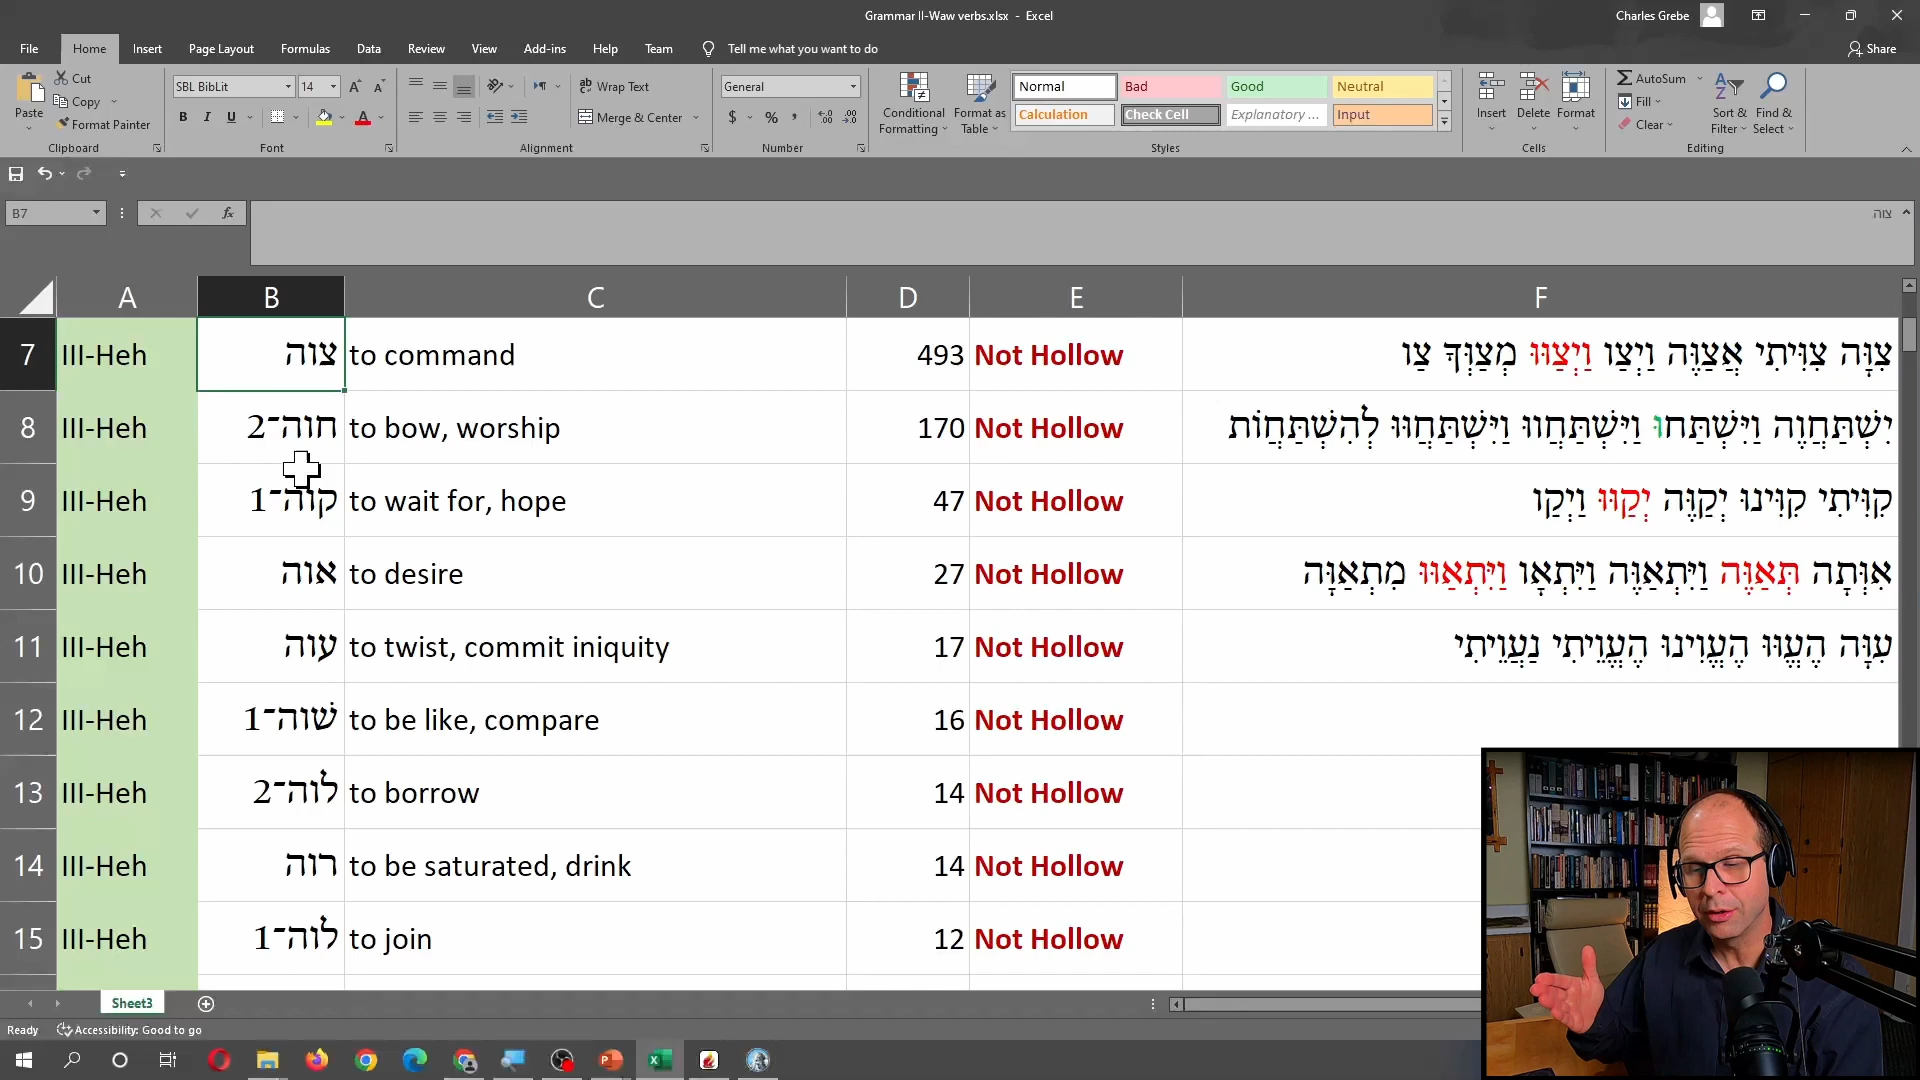 Grammar II-Waw verbs.xlsx - Excel
Charles Grebe
File Home Insert Page Layout Formulas Data Review View Add-ins Help Team Tell me what you want to do
Share
Cut
Copy
Format Painter
Paste
Clipboard
SBL BibLit 14
B I U
Font
Wrap Text
Merge & Center
Alignment
General
$ %
Number
Conditional Formatting
Format as Table
Normal Bad Good Neutral
Calculation Check Cell Explanatory ... Input
Styles
Insert Delete Format
Cells
AutoSum
Fill
Clear
Sort & Filter
Find & Select
Editing
B7
fx
צוה
A B C D E F
7 III-Heh צוה to command 493 Not Hollow צִוָּה צִוִּיתִי אֲצַוֶּה וַיְצַו וַיְצַוּוּ מְצַוְּךָ צַו
8 III-Heh חוה־2 to bow, worship 170 Not Hollow יִשְׁתַּחֲוֶה וַיִּשְׁתַּחוּ וַיִּשְׁתַּחֲווּ וַיִּשְׁתַּחֲוּוּ לְהִשְׁתַּחֲוֹת
9 III-Heh קוה־1 to wait for, hope 47 Not Hollow קִוִּיתִי קִוִּינוּ יְקַוֶּה יְקַוּוּ וַיְקַו
10 III-Heh אוה to desire 27 Not Hollow אִוְּתָה תְּאַוֶּה וַיִּתְאַוֶּה וַיִּתְאָו וַיִּתְאַוּוּ מִתְאַוָּה
11 III-Heh עוה to twist, commit iniquity 17 Not Hollow עִוָּה הֶעֱוּוּ הֶעֱוִינוּ הֶעֱוֵיתִי נַעֲוֵיתִי
12 III-Heh שׁוה־1 to be like, compare 16 Not Hollow
13 III-Heh לוה־2 to borrow 14 Not Hollow
14 III-Heh רוה to be saturated, drink 14 Not Hollow
15 III-Heh לוה־1 to join 12 Not Hollow
Sheet3
Ready Accessibility: Good to go